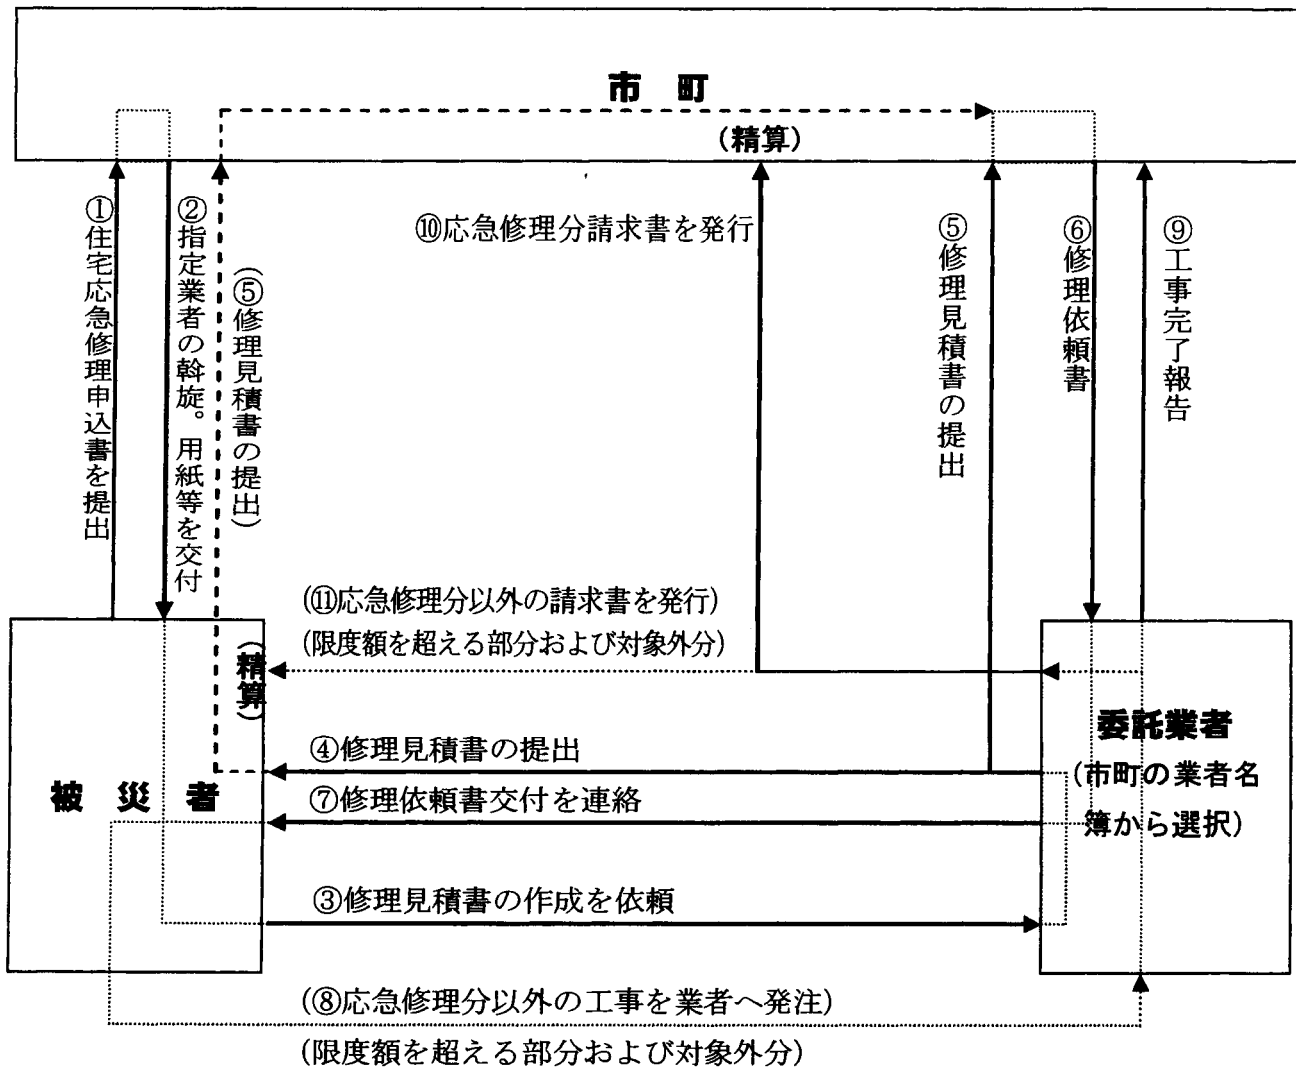 市 町
(精算)
①住宅応急修理申込書を提出
②指定業者の斡旋。用紙等を交付
(⑤修理見積書の提出)
⑩応急修理分請求書を発行
⑤修理見積書の提出
⑥修理依頼書
⑨工事完了報告
(⑪応急修理分以外の請求書を発行)
(限度額を超える部分および対象外分)
(精算)
被 災 者
④修理見積書の提出
⑦修理依頼書交付を連絡
③修理見積書の作成を依頼
委託業者
(市町の業者名
簿から選択)
(⑧応急修理分以外の工事を業者へ発注)
(限度額を超える部分および対象外分)